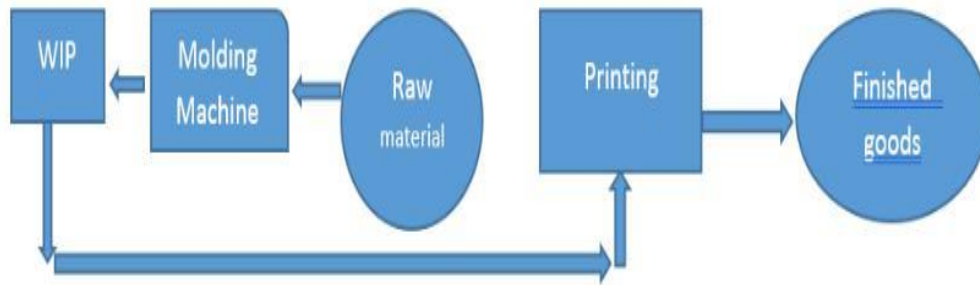 WIP
Molding
Machine
Raw
material
Printing
Finished
goods